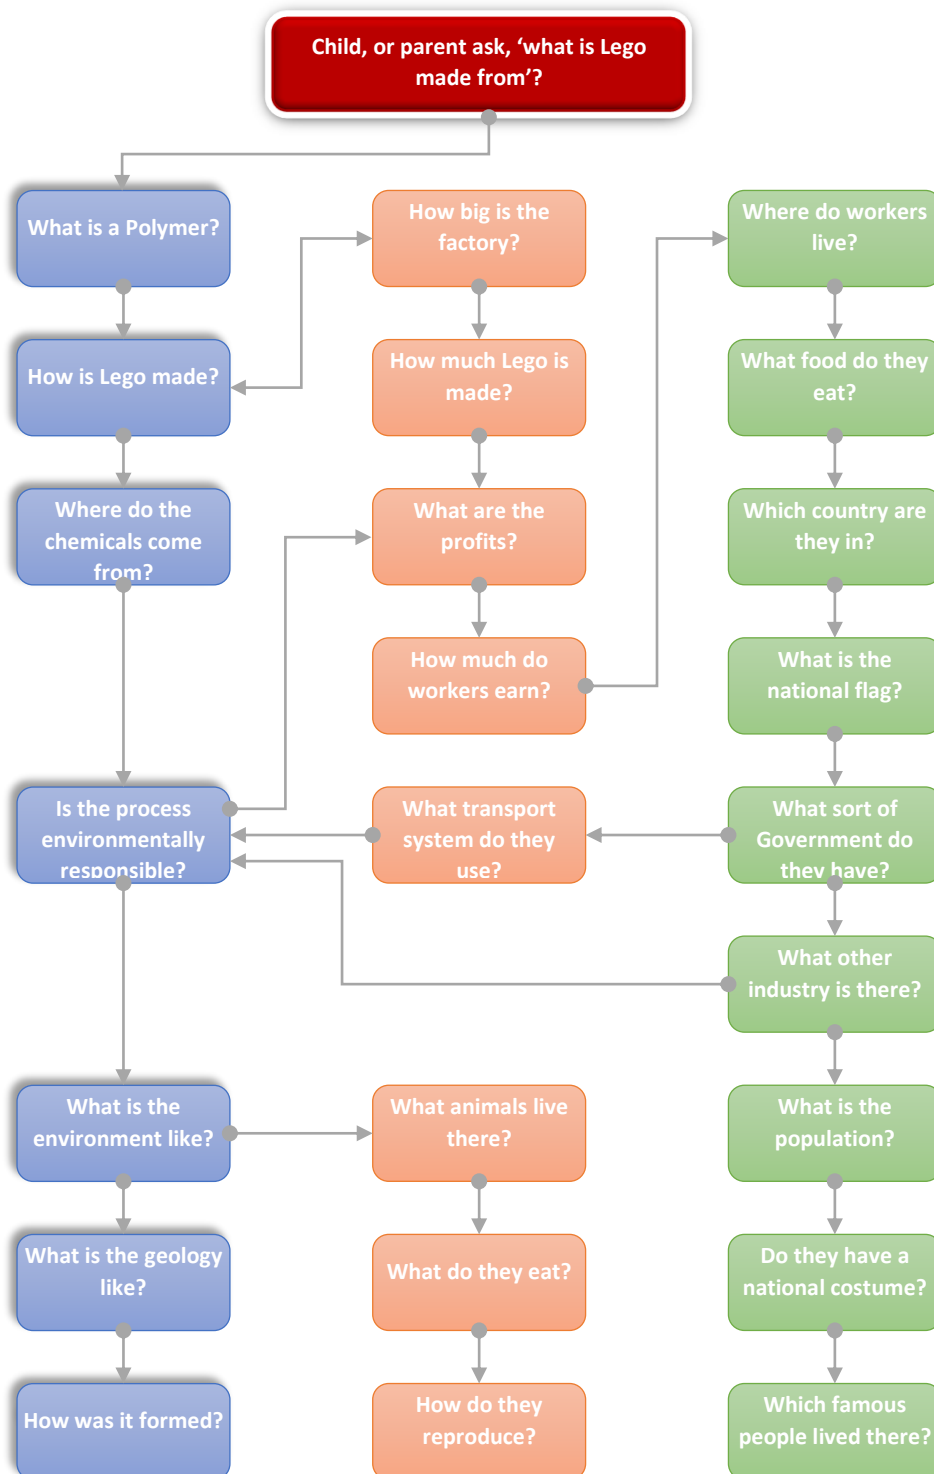 Child, or parent ask, ‘what is Lego
made from’?
What is a Polymer?
How big is the
factory?
Where do workers
live?
How is Lego made?
How much Lego is
made?
What food do they
eat?
Where do the
chemicals come
from?
What are the
profits?
Which country are
they in?
How much do
workers earn?
What is the
national flag?
Is the process
environmentally
responsible?
What transport
system do they
use?
What sort of
Government do
they have?
What other
industry is there?
What is the
environment like?
What animals live
there?
What is the
population?
What is the geology
like?
What do they eat?
Do they have a
national costume?
How was it formed?
How do they
reproduce?
Which famous
people lived there?